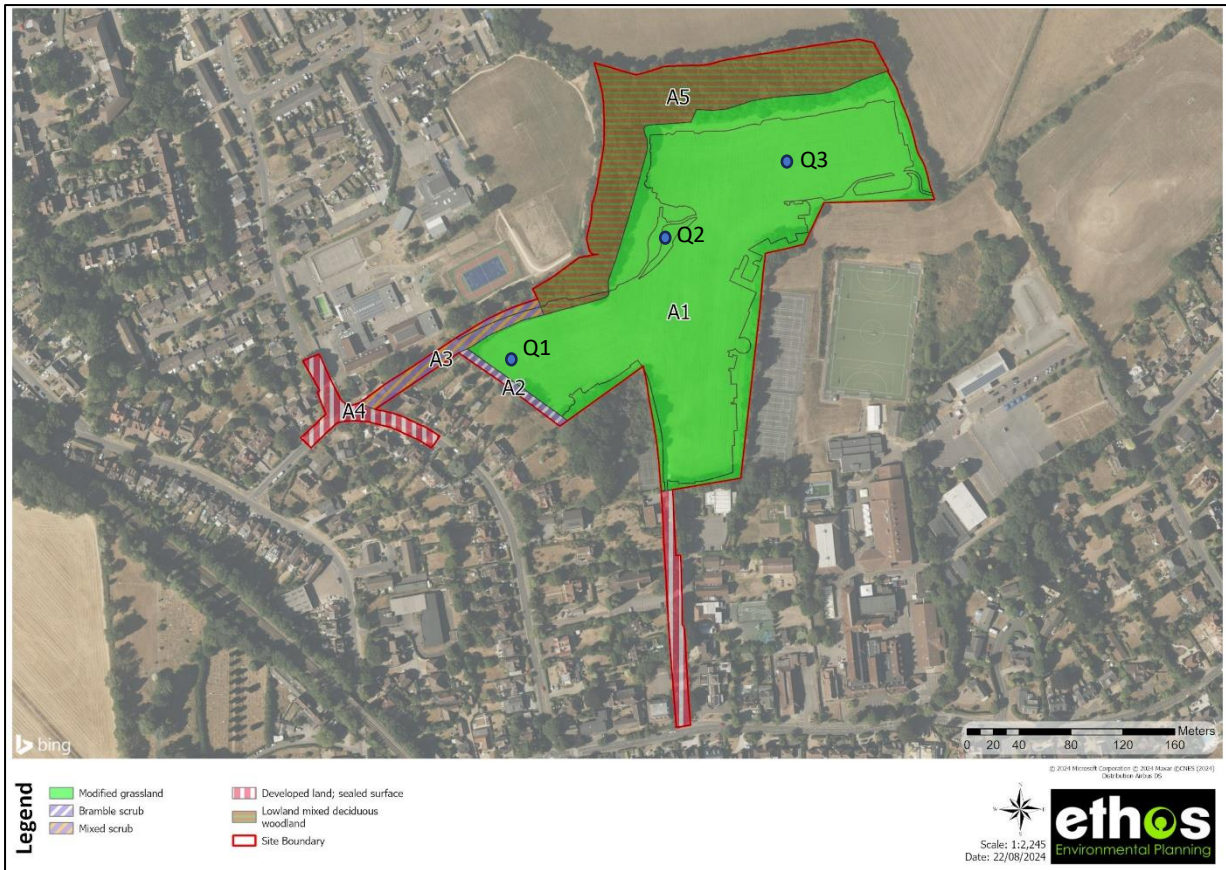 A5
Q3
Q2
A1
Q1
A3
A2
A4
bing
Meters
0 20 40 80 120 160
© 2024 Microsoft Corporation © 2024 Maxar ©CNES (2024)
Distribution Airbus DS
Legend
Modified grassland
Bramble scrub
Mixed scrub
Developed land; sealed surface
Lowland mixed deciduous
woodland
Site Boundary
N
E
S
W
Scale: 1:2,245
Date: 22/08/2024
ethos
Environmental Planning